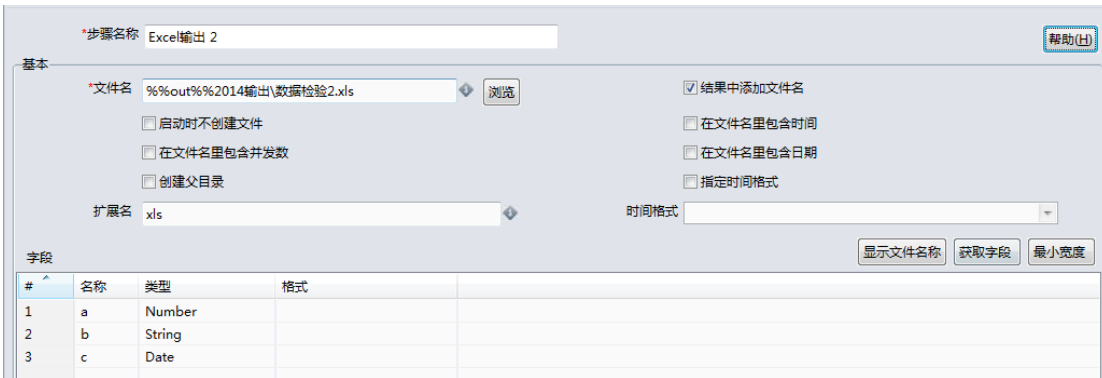 *步骤名称 Excel输出 2 帮助(H)
基本
*文件名 %%out%%2014输出\数据检验2.xls 浏览 结果中添加文件名
启动时不创建文件 在文件名里包含时间
在文件名里包含并发数 在文件名里包含日期
创建父目录 指定时间格式
扩展名 xls 时间格式
字段 显示文件名称 获取字段 最小宽度
# 名称 类型 格式
1 a Number
2 b String
3 c Date